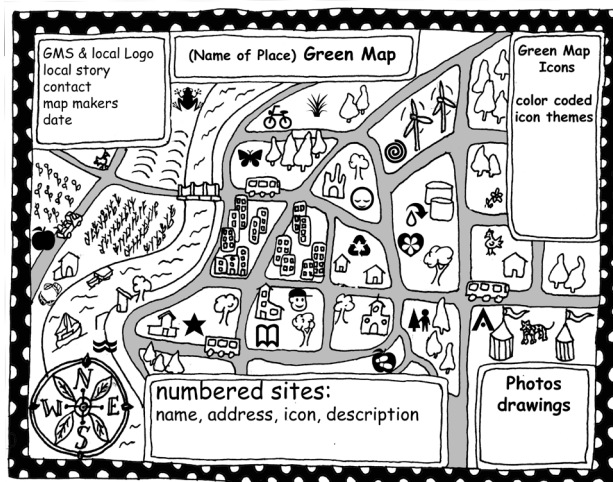 GMS & local Logo
local story
contact
map makers
date
(Name of Place) Green Map
Green Map
Icons
color coded
icon themes
numbered sites:
name, address, icon, description
Photos
drawings
N
W
E
S